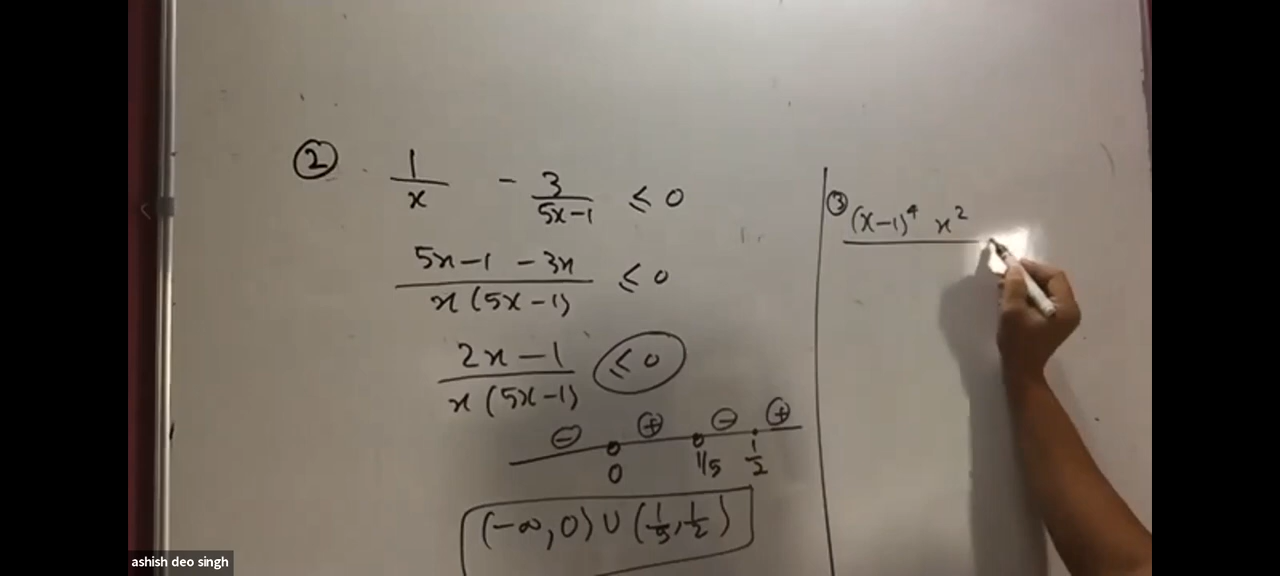 ② 1/x - 3/(5x-1) ≤ 0
(5x-1 -3x)/(x(5x-1)) ≤ 0
(2x-1)/(x(5x-1)) ≤ 0
⊖ ⊕ ⊖ ⊕
0 1/5 1/2
(-∞, 0) ∪ (1/5, 1/2)
③ (x-1)⁴ x²
ashish deo singh